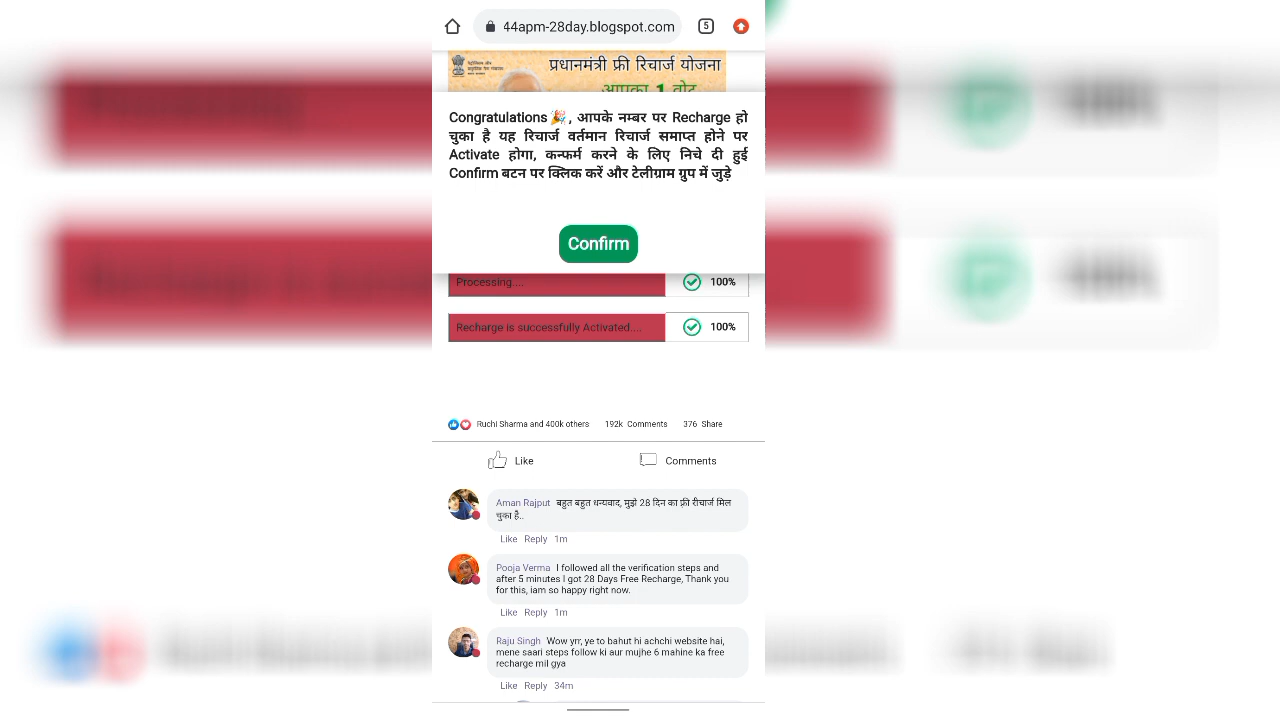 44apm-28day.blogspot.com
5
प्रधानमंत्री फ्री रिचार्ज योजना
आपका 1 वोट
Congratulations🎉, आपके नम्बर पर Recharge हो
चुका है यह रिचार्ज वर्तमान रिचार्ज समाप्त होने पर
Activate होगा, कन्फर्म करने के लिए निचे दी हुई
Confirm बटन पर क्लिक करें और टेलीग्राम ग्रुप में जुड़े
Confirm
Processing.... 100%
Recharge is successfully Activated.... 100%
Ruchi Sharma and 400k others 192k Comments 376 Share
Like Comments
Aman Rajput बहुत बहुत धन्यवाद, मुझे 28 दिन का फ्री रीचार्ज मिल
चुका है..
Like Reply 1m
Pooja Verma I followed all the verification steps and
after 5 minutes I got 28 Days Free Recharge, Thank you
for this, iam so happy right now.
Like Reply 1m
Raju Singh Wow yrr, ye to bahut hi achchi website hai,
mene saari steps follow ki aur mujhe 6 mahine ka free
recharge mil gya
Like Reply 34m